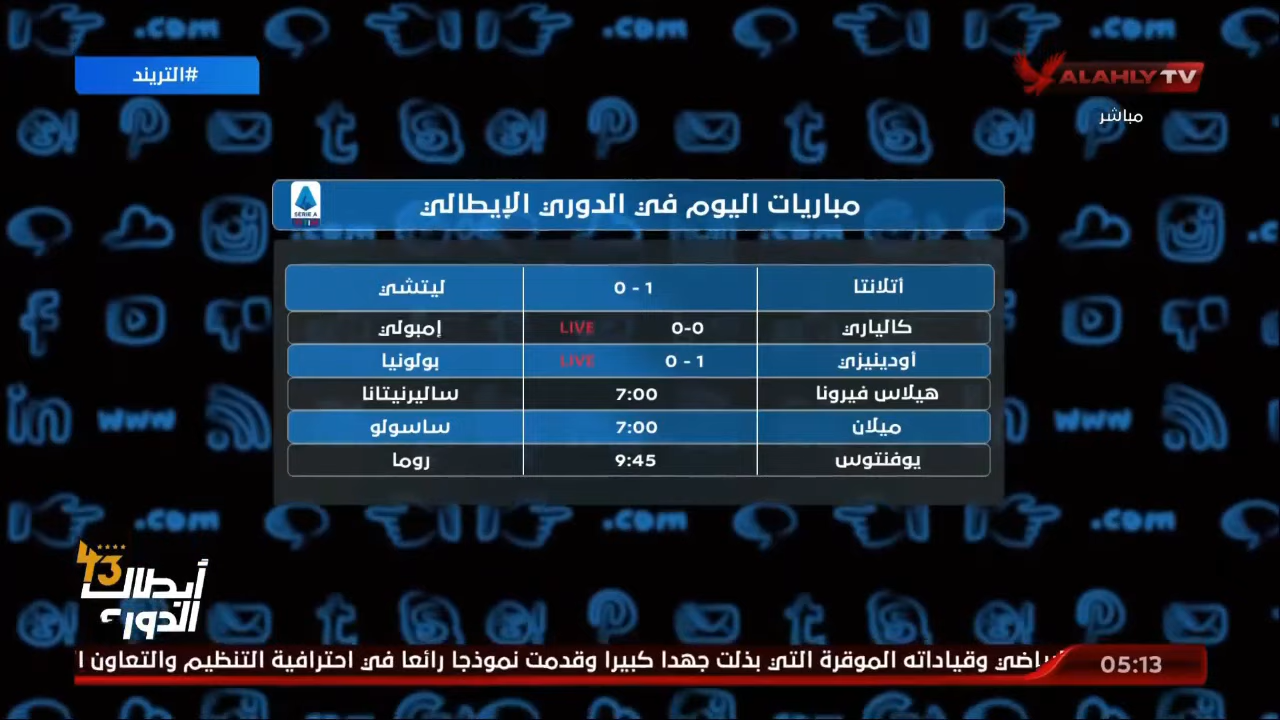 #التريند
ALAHLY TV
مباشر
مباريات اليوم في الدوري الإيطالي
SERIE A
أتلانتا 0 - 1 ليتشي
كالياري 0-0 LIVE إمبولي
أودينيزي 0 - 1 LIVE بولونيا
هيلاس فيرونا 7:00 ساليرنيتانا
ميلان 7:00 ساسولو
يوفنتوس 9:45 روما
43
أبطال
الدوري
وقياداته الموقرة التي بذلت جهدا كبيرا وقدمت نموذجا رائعا في احترافية التنظيم والتعاون
05:13